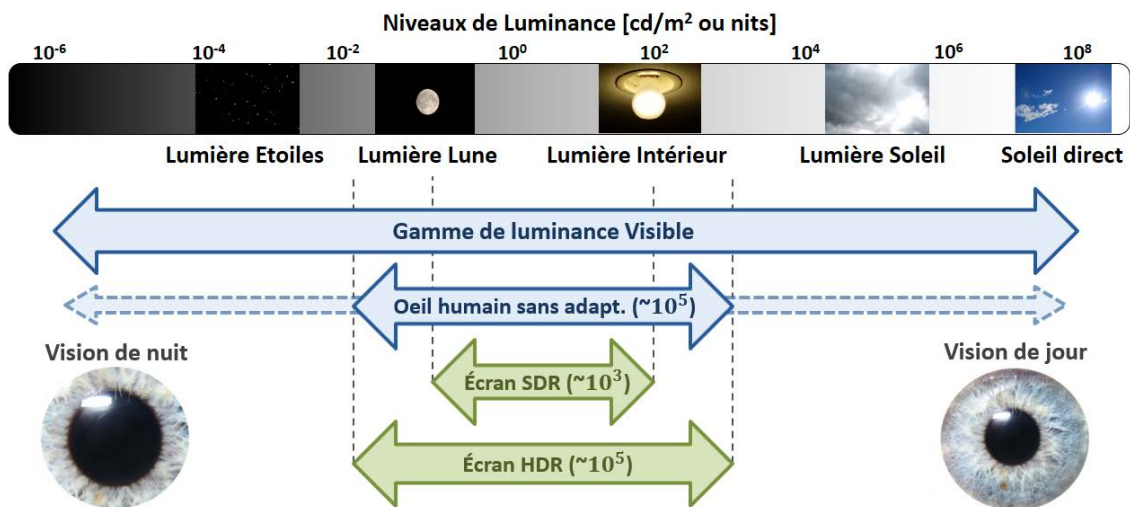 Niveaux de Luminance [cd/m² ou nits]
10⁻⁶ 10⁻⁴ 10⁻² 10⁰ 10² 10⁴ 10⁶ 10⁸
Lumière Etoiles Lumière Lune Lumière Intérieur Lumière Soleil Soleil direct
Gamme de luminance Visible
Oeil humain sans adapt. (~10⁵)
Vision de nuit Vision de jour
Écran SDR (~10³)
Écran HDR (~10⁵)